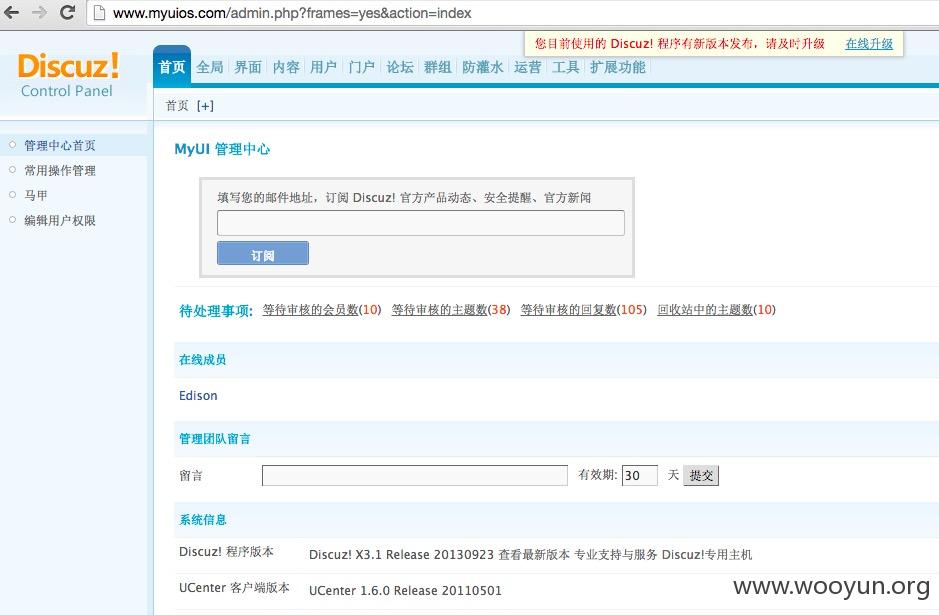 www.myuios.com/admin.php?frames=yes&action=index
您目前使用的 Discuz! 程序有新版本发布，请及时升级 在线升级
Discuz!
Control Panel
首页 全局 界面 内容 用户 门户 论坛 群组 防灌水 运营 工具 扩展功能
首页 [+]
管理中心首页
常用操作管理
马甲
编辑用户权限
MyUI 管理中心
填写您的邮件地址，订阅 Discuz! 官方产品动态、安全提醒、官方新闻
订阅
待处理事项: 等待审核的会员数(10) 等待审核的主题数(38) 等待审核的回复数(105) 回收站中的主题数(10)
在线成员
Edison
管理团队留言
留言 有效期: 30 天 提交
系统信息
Discuz! 程序版本 Discuz! X3.1 Release 20130923 查看最新版本 专业支持与服务 Discuz!专用主机
UCenter 客户端版本 UCenter 1.6.0 Release 20110501
www.wooyun.org